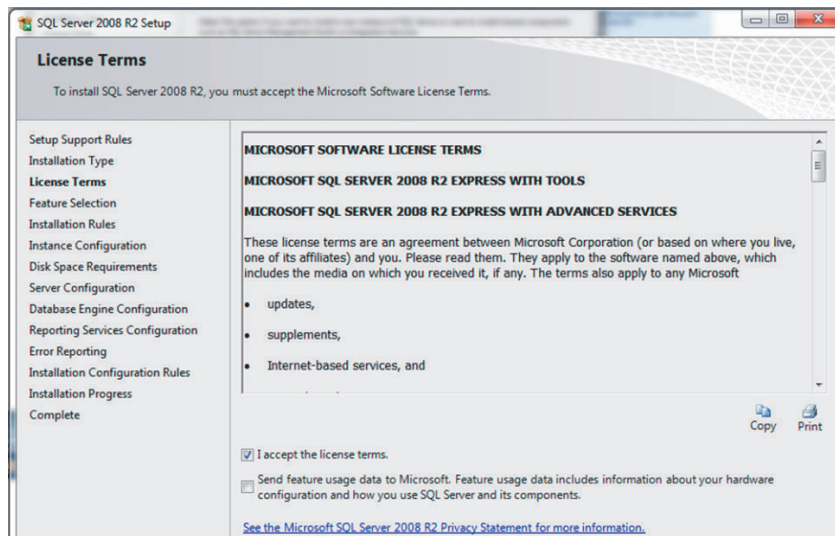 SQL Server 2008 R2 Setup
License Terms
To install SQL Server 2008 R2, you must accept the Microsoft Software License Terms.
Setup Support Rules
Installation Type
License Terms
Feature Selection
Installation Rules
Instance Configuration
Disk Space Requirements
Server Configuration
Database Engine Configuration
Reporting Services Configuration
Error Reporting
Installation Configuration Rules
Installation Progress
Complete
MICROSOFT SOFTWARE LICENSE TERMS
MICROSOFT SQL SERVER 2008 R2 EXPRESS WITH TOOLS
MICROSOFT SQL SERVER 2008 R2 EXPRESS WITH ADVANCED SERVICES
These license terms are an agreement between Microsoft Corporation (or based on where you live,
one of its affiliates) and you. Please read them. They apply to the software named above, which
includes the media on which you received it, if any. The terms also apply to any Microsoft
• updates,
• supplements,
• Internet-based services, and
Copy Print
I accept the license terms.
Send feature usage data to Microsoft. Feature usage data includes information about your hardware
configuration and how you use SQL Server and its components.
See the Microsoft SQL Server 2008 R2 Privacy Statement for more information.